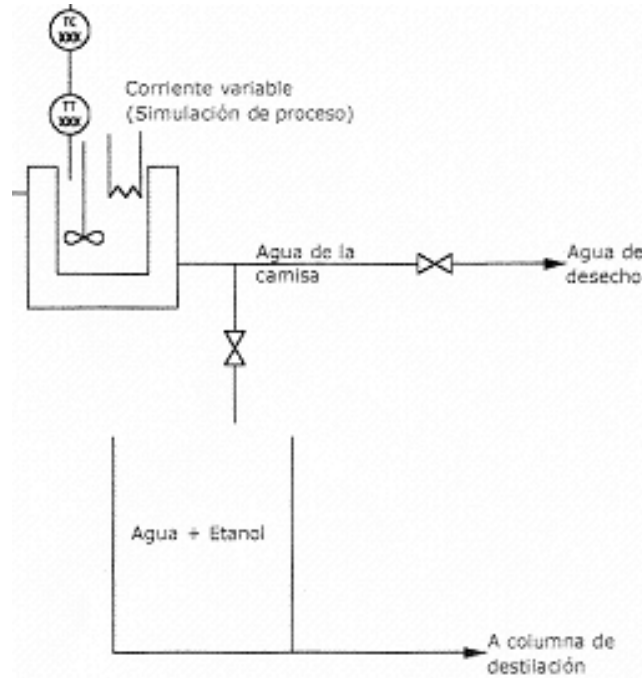 TC
XXX
TT
XXX
Corriente variable
(Simulación de proceso)
Agua de la
camisa
Agua de
desecho
Agua + Etanol
A columna de
destilación